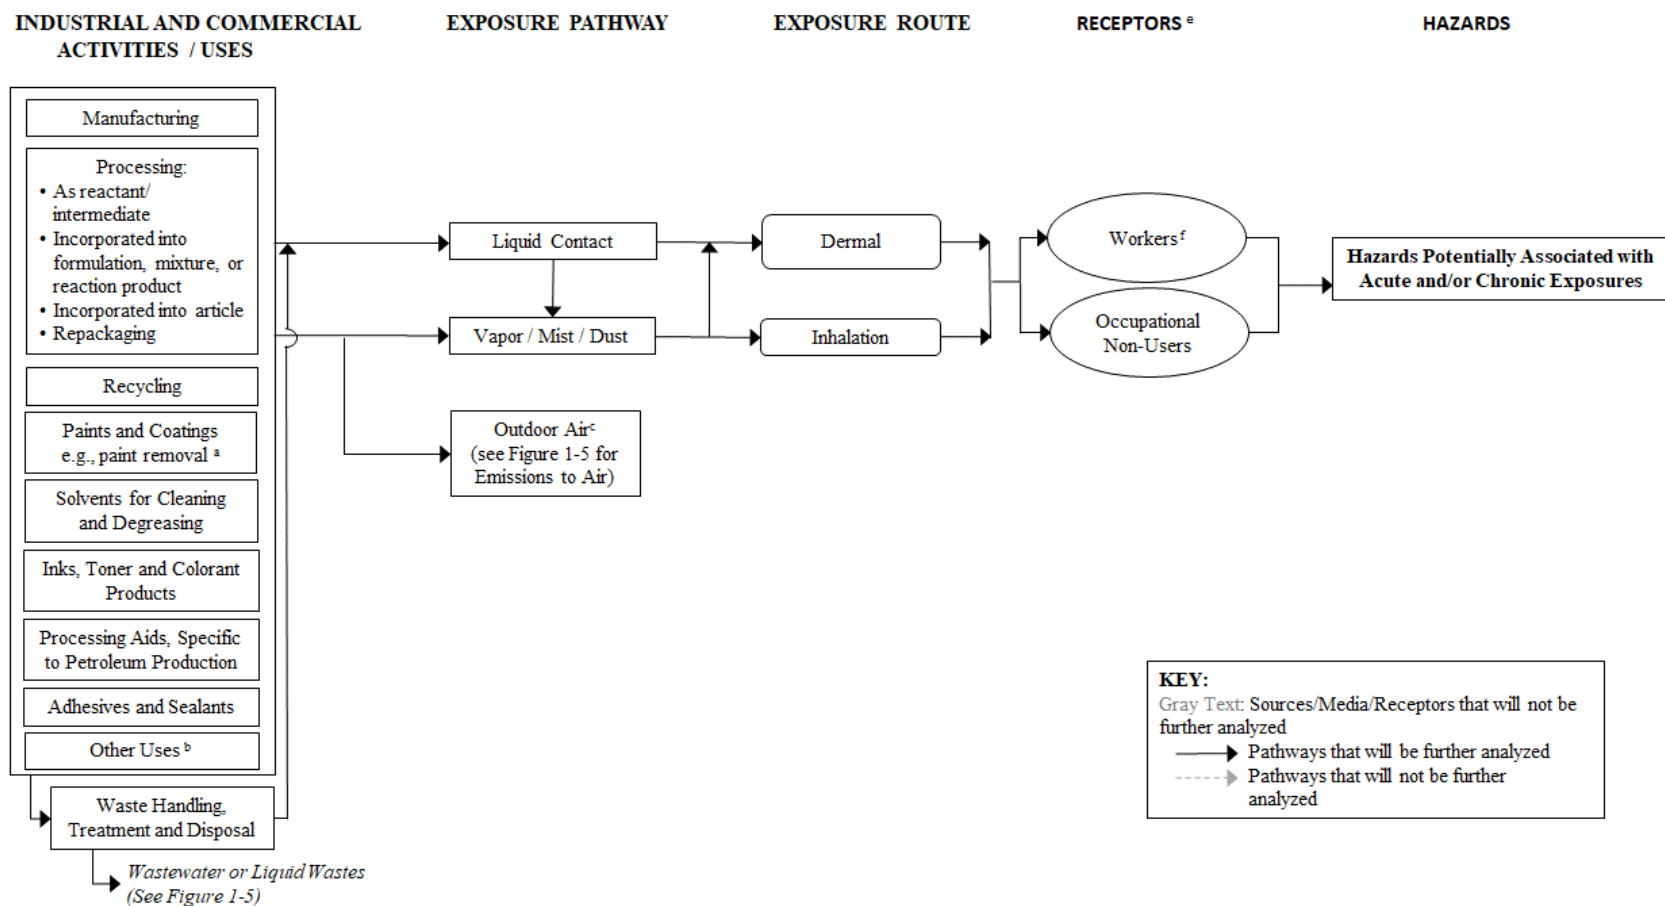 INDUSTRIAL AND COMMERCIAL
ACTIVITIES / USES
EXPOSURE PATHWAY
EXPOSURE ROUTE
RECEPTORS e
HAZARDS
Manufacturing
Processing:
• As reactant/
intermediate
• Incorporated into
formulation, mixture, or
reaction product
• Incorporated into article
• Repackaging
Recycling
Paints and Coatings
e.g., paint removal a
Solvents for Cleaning
and Degreasing
Inks, Toner and Colorant
Products
Processing Aids, Specific
to Petroleum Production
Adhesives and Sealants
Other Uses b
Waste Handling,
Treatment and Disposal
Wastewater or Liquid Wastes
(See Figure 1-5)
Liquid Contact
Vapor / Mist / Dust
Outdoor Air c
(see Figure 1-5 for
Emissions to Air)
Dermal
Inhalation
Workers f
Occupational
Non-Users
Hazards Potentially Associated with
Acute and/or Chronic Exposures
KEY:
Gray Text: Sources/Media/Receptors that will not be
further analyzed
Pathways that will be further analyzed
Pathways that will not be further
analyzed